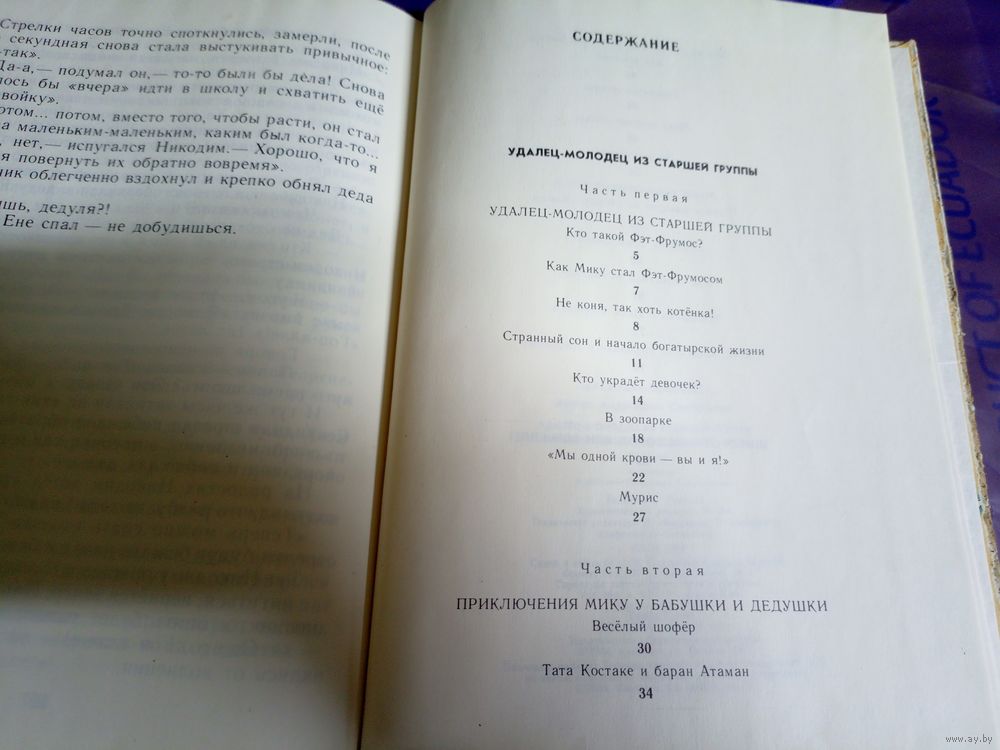 Стрелки часов точно споткнулись, замерли, после
секундная снова стала выстукивать привычное:
-так».
Да-а,— подумал он,— то-то были бы дела! Снова
лось бы «вчера» идти в школу и схватить ещё
войку».
отом... потом, вместо того, чтобы расти, он стал
а маленьким-маленьким, каким был когда-то...
, нет,— испугался Никодим.— Хорошо, что я
я повернуть их обратно вовремя».
ник облегченно вздохнул и крепко обнял деда
ишь, дедуля?!
Ене спал — не добудишься.
СОДЕРЖАНИЕ
УДАЛЕЦ-МОЛОДЕЦ ИЗ СТАРШЕЙ ГРУППЫ
Часть первая
УДАЛЕЦ-МОЛОДЕЦ ИЗ СТАРШЕЙ ГРУППЫ
Кто такой Фэт-Фрумос?
5
Как Мику стал Фэт-Фрумосом
7
Не коня, так хоть котёнка!
8
Странный сон и начало богатырской жизни
11
Кто украдёт девочек?
14
В зоопарке
18
«Мы одной крови — вы и я!»
22
Мурис
27
Часть вторая
ПРИКЛЮЧЕНИЯ МИКУ У БАБУШКИ И ДЕДУШКИ
Весёлый шофёр
30
Тата Костаке и баран Атаман
34
OF ECUADOR
www.ay.by